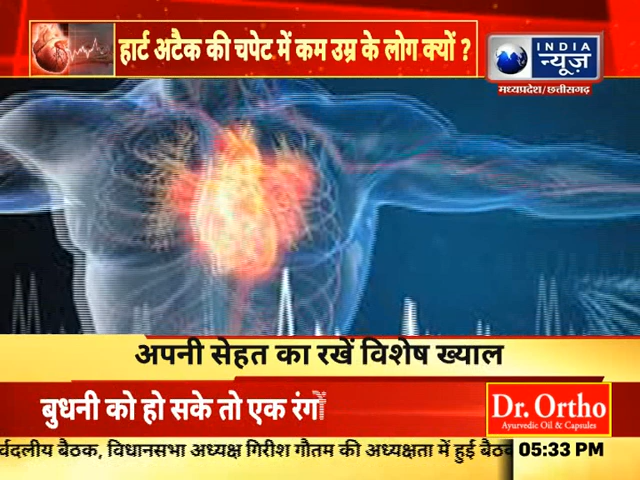 हार्ट अटैक की चपेट में कम उम्र के लोग क्यों ?
INDIA
न्यूज़
मध्यप्रदेश/छत्तीसगढ़
अपनी सेहत का रखें विशेष ख्याल
बुधनी को हो सके तो एक
Dr. Ortho
Ayurvedic Oil & Capsules
बैठक, विधानसभा अध्यक्ष गिरीश गौतम की अध्यक्षता में हुई
05:33 PM